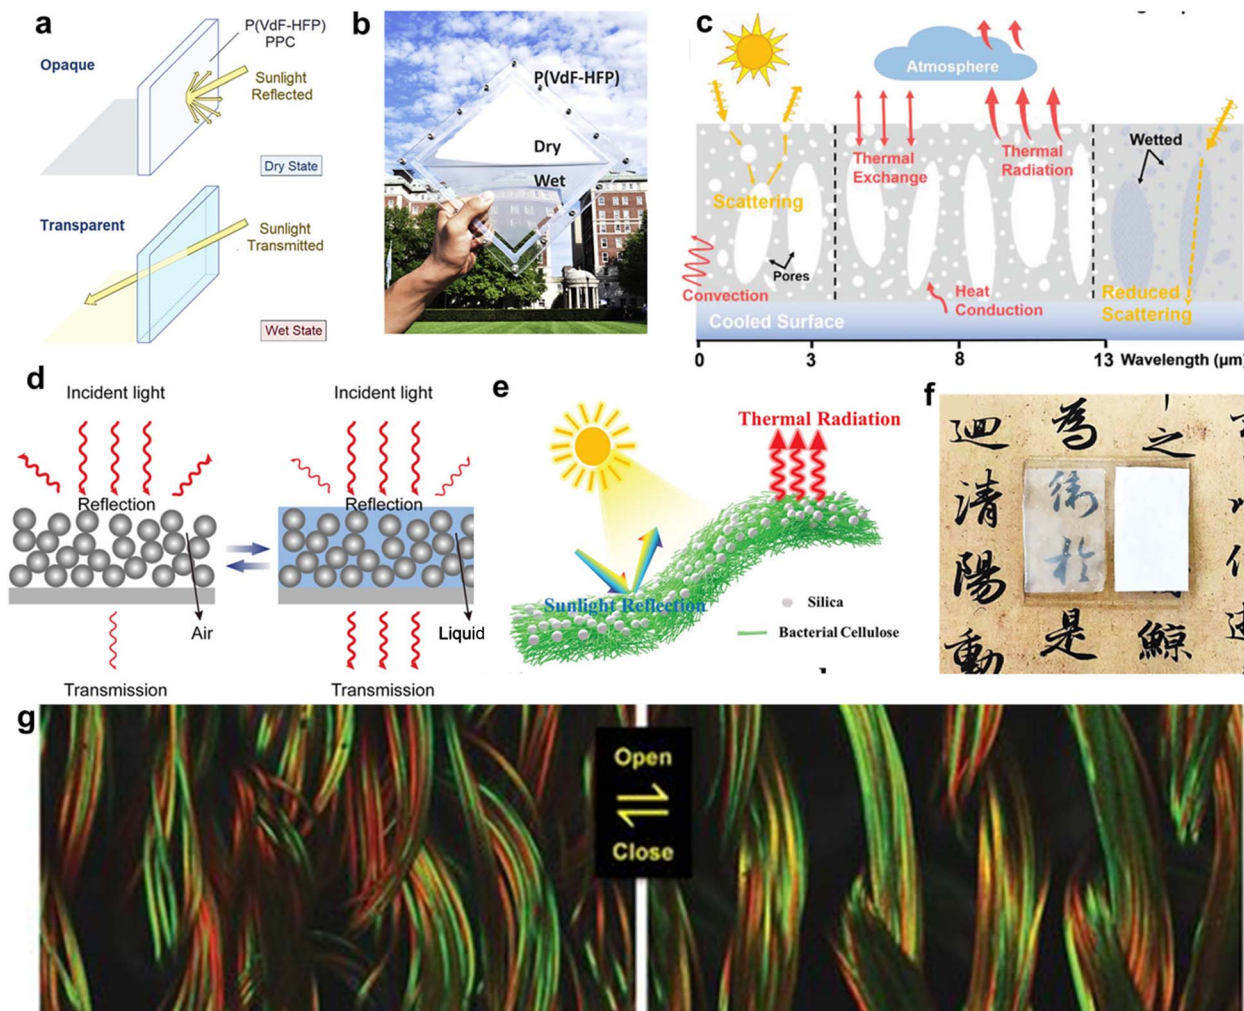 a
P(VdF-HFP)
PPC
Opaque
Sunlight
Reflected
Dry State
Transparent
Sunlight
Transmitted
Wet State
b
P(VdF-HFP)
Dry
Wet
c
Atmosphere
Thermal
Exchange
Thermal
Radiation
Wetted
Scattering
Pores
Convection
Heat
Conduction
Reduced
Scattering
Cooled Surface
0
3
8
13
Wavelength (μm)
d
Incident light
Incident light
Reflection
Reflection
Air
Liquid
Transmission
Transmission
e
Thermal Radiation
Sunlight Reflection
Silica
Bacterial Cellulose
f
迴清陽動
為
是
之
鯨
g
Open
Close